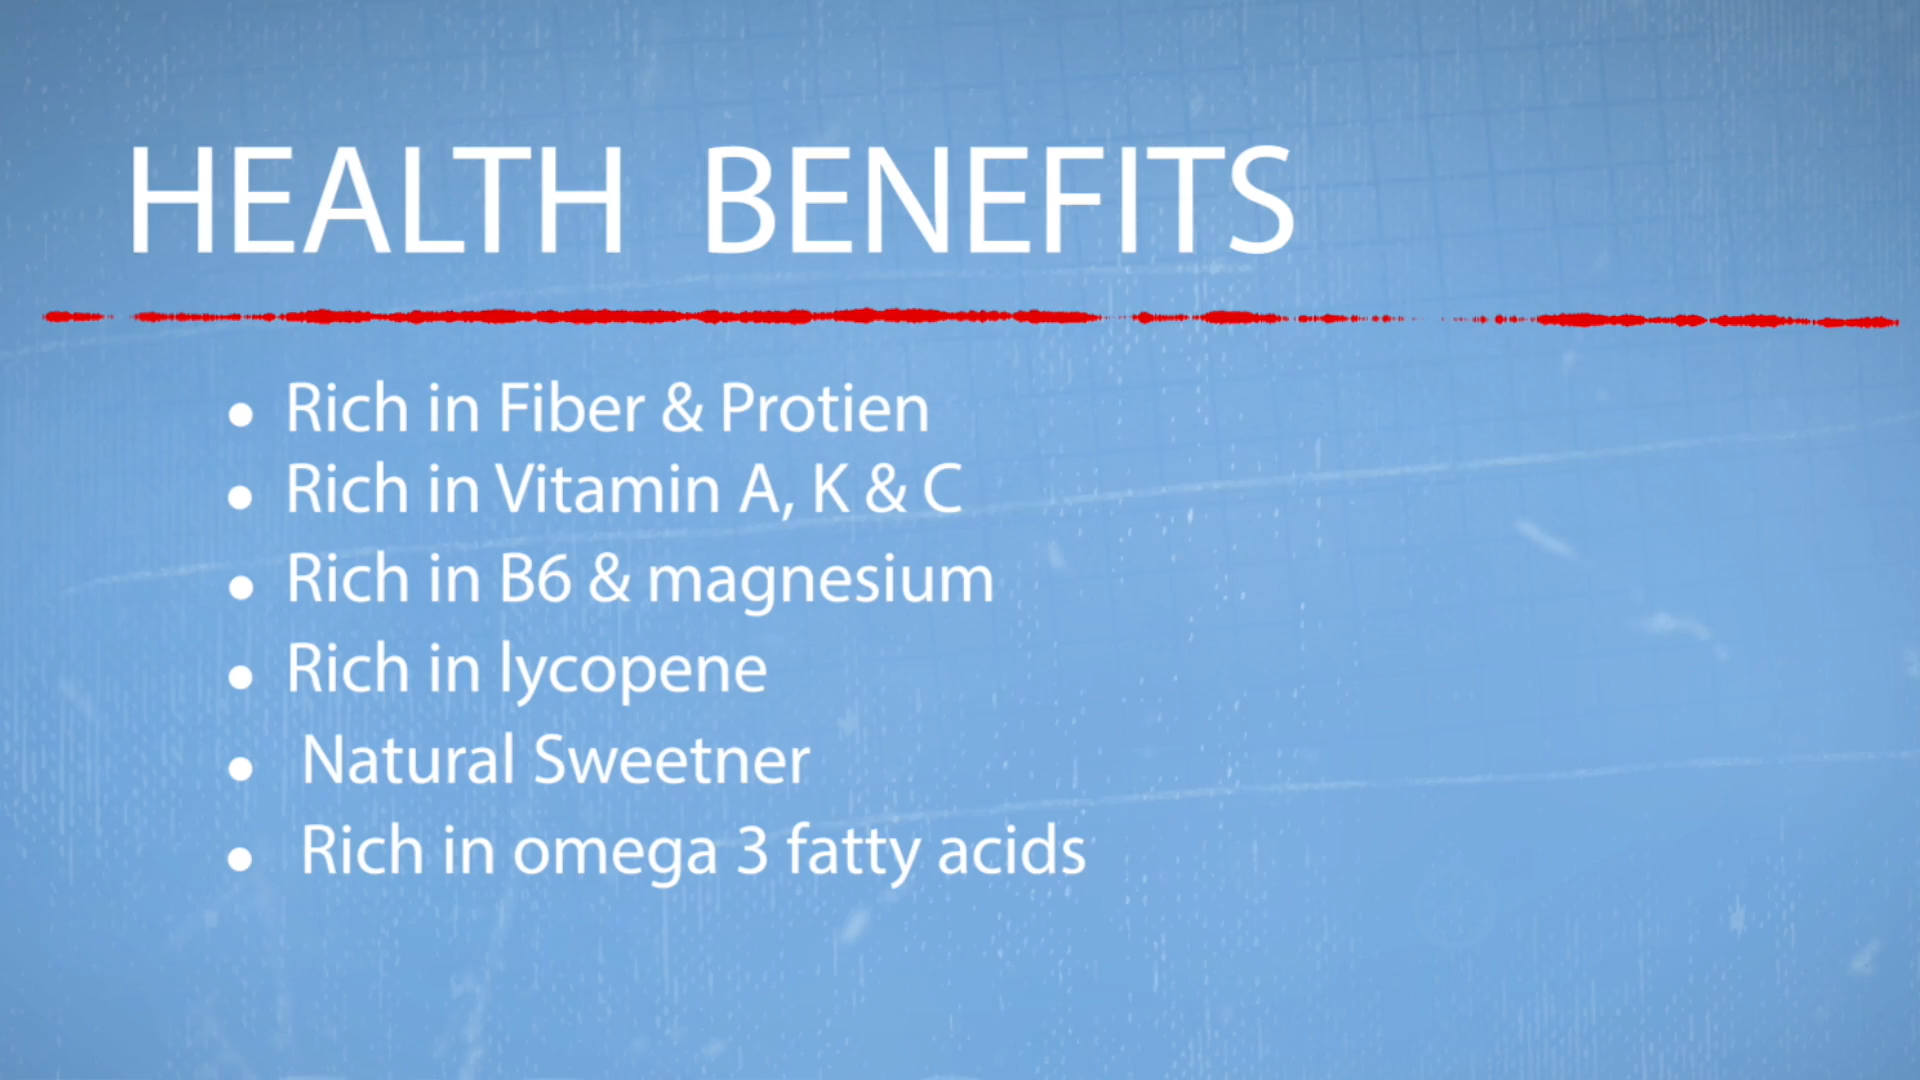 HEALTH BENEFITS
• Rich in Fiber & Protien
• Rich in Vitamin A, K & C
• Rich in B6 & magnesium
• Rich in lycopene
• Natural Sweetner
• Rich in omega 3 fatty acids